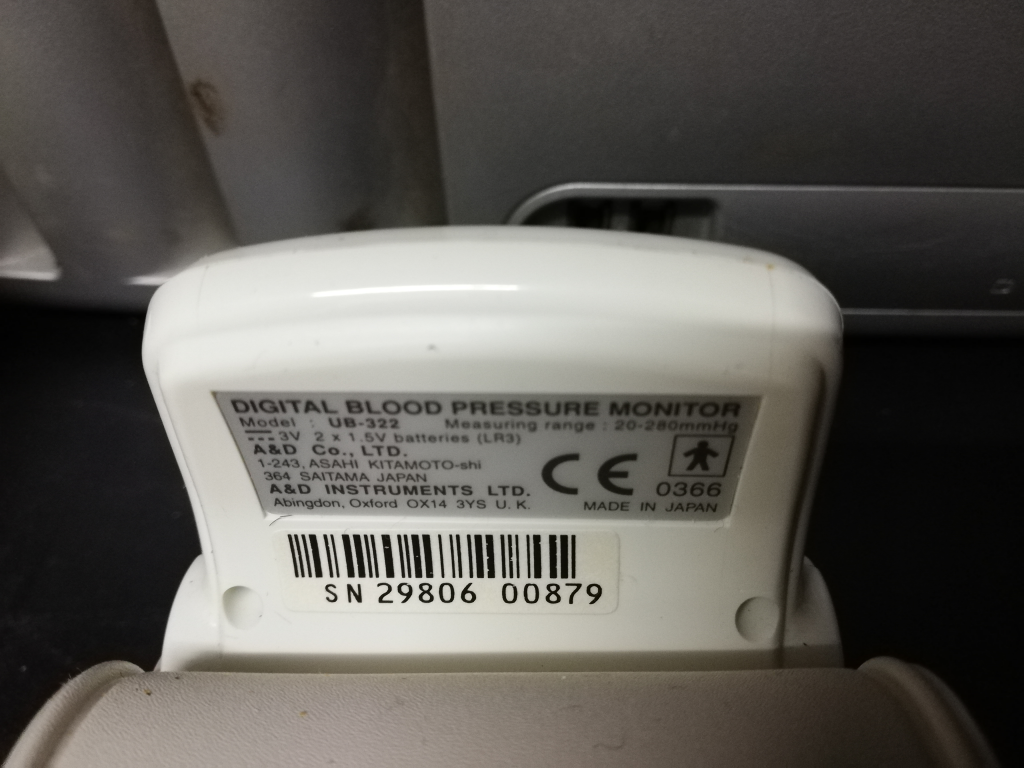 DIGITAL BLOOD PRESSURE MONITOR
Model : UB-322 Measuring range : 20-280mmHg
3V 2 x 1.5V batteries (LR3)
A&D Co., LTD.
1-243, ASAHI KITAMOTO-shi
364 SAITAMA JAPAN
A&D INSTRUMENTS LTD.
Abingdon, Oxford OX14 3YS U. K.
CE 0366
MADE IN JAPAN
SN 29806 00879